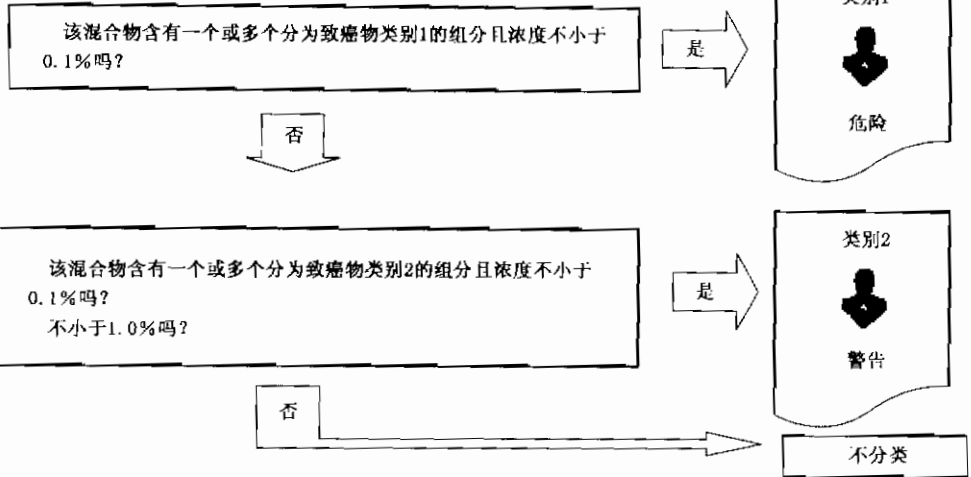 类别1
该混合物含有一个或多个分为致癌物类别1的组分且浓度不小于
0.1%吗?
是
危险
否
该混合物含有一个或多个分为致癌物类别2的组分且浓度不小于
0.1%吗?
不小于1.0%吗?
是
类别2
警告
否
不分类